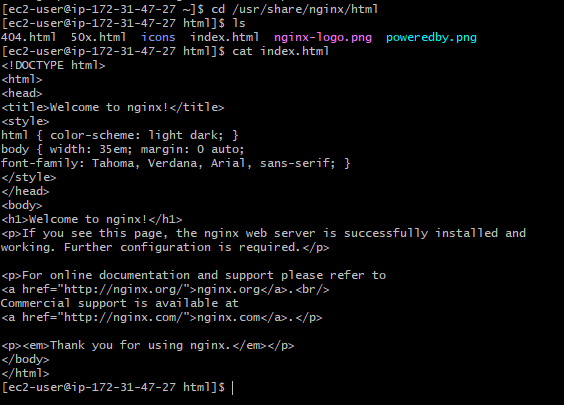 [ec2-user@ip-172-31-47-27 ~]$ cd /usr/share/nginx/html
[ec2-user@ip-172-31-47-27 html]$ ls
404.html  50x.html  icons  index.html  nginx-logo.png  poweredby.png
[ec2-user@ip-172-31-47-27 html]$ cat index.html
<!DOCTYPE html>
<html>
<head>
<title>Welcome to nginx!</title>
<style>
html { color-scheme: light dark; }
body { width: 35em; margin: 0 auto;
font-family: Tahoma, Verdana, Arial, sans-serif; }
</style>
</head>
<body>
<h1>Welcome to nginx!</h1>
<p>If you see this page, the nginx web server is successfully installed and
working. Further configuration is required.</p>

<p>For online documentation and support please refer to
<a href="http://nginx.org/">nginx.org</a>.<br/>
Commercial support is available at
<a href="http://nginx.com/">nginx.com</a>.</p>

<p><em>Thank you for using nginx.</em></p>
</body>
</html>
[ec2-user@ip-172-31-47-27 html]$